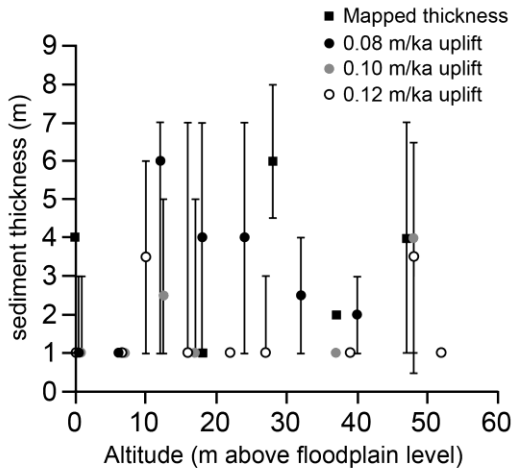 Mapped thickness
0.08 m/ka uplift
0.10 m/ka uplift
0.12 m/ka uplift
sediment thickness (m)
9
8
7
6
5
4
3
2
1
0
0 10 20 30 40 50 60
Altitude (m above floodplain level)